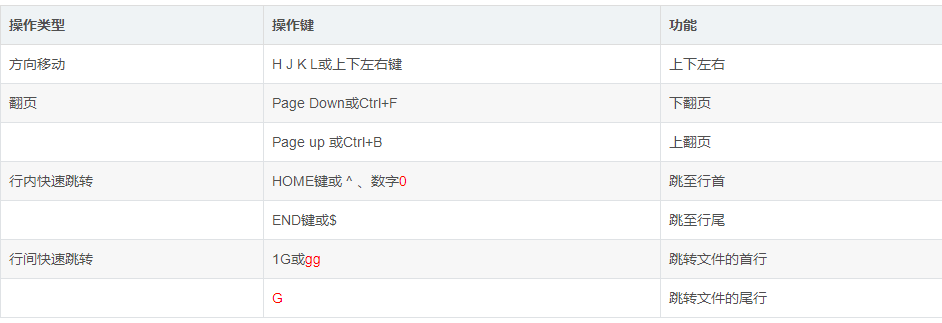 操作类型 操作键 功能
方向移动 H J K L或上下左右键 上下左右
翻页 Page Down或Ctrl+F 下翻页
Page up 或Ctrl+B 上翻页
行内快速跳转 HOME键或 ^ 、数字0 跳至行首
END键或$ 跳至行尾
行间快速跳转 1G或gg 跳转文件的首行
G 跳转文件的尾行